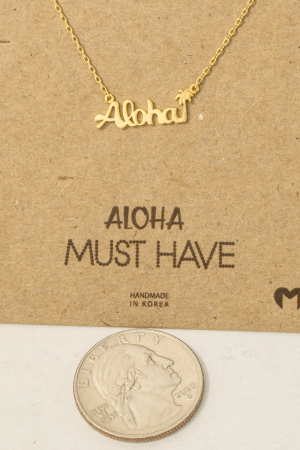 Aloha
ALOHA
MUST HAVE
HANDMADE
IN KOREA
M
LIBERTY